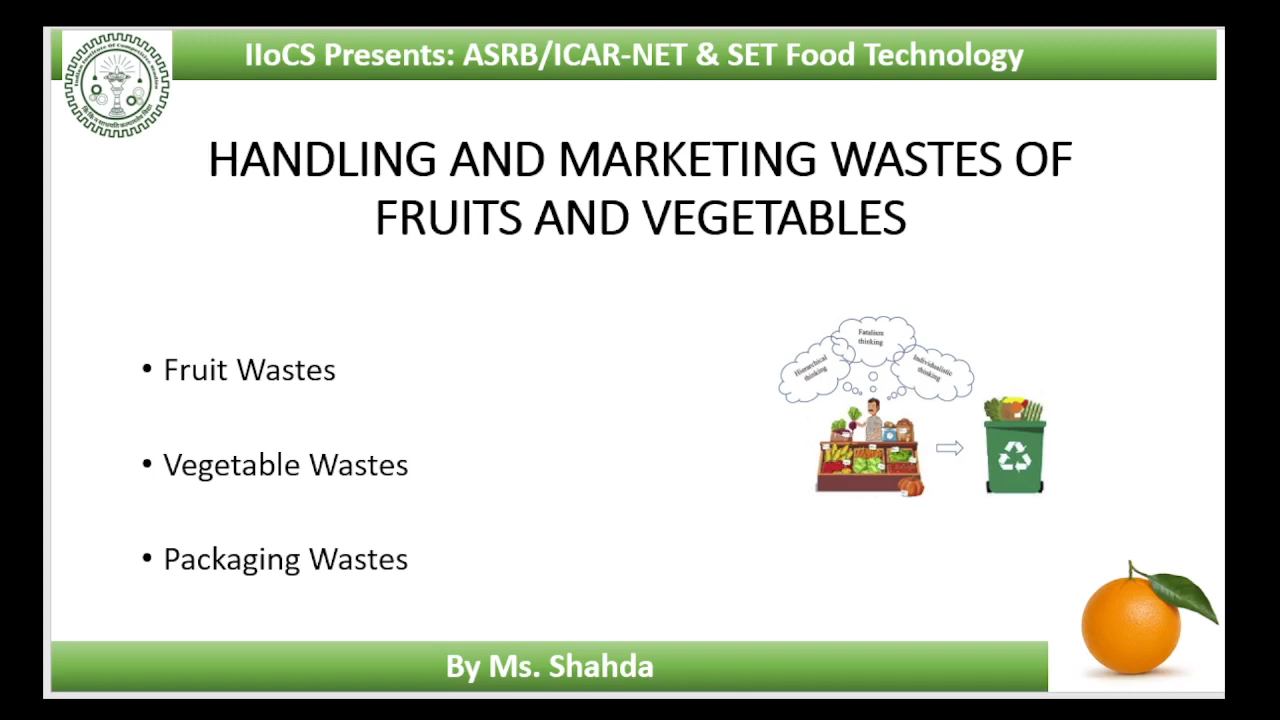 IIoCS Presents: ASRB/ICAR-NET & SET Food Technology
HANDLING AND MARKETING WASTES OF
FRUITS AND VEGETABLES
• Fruit Wastes
• Vegetable Wastes
• Packaging Wastes
Hierarchical
thinking
Fatalism
thinking
Individualistic
thinking
By Ms. Shahda